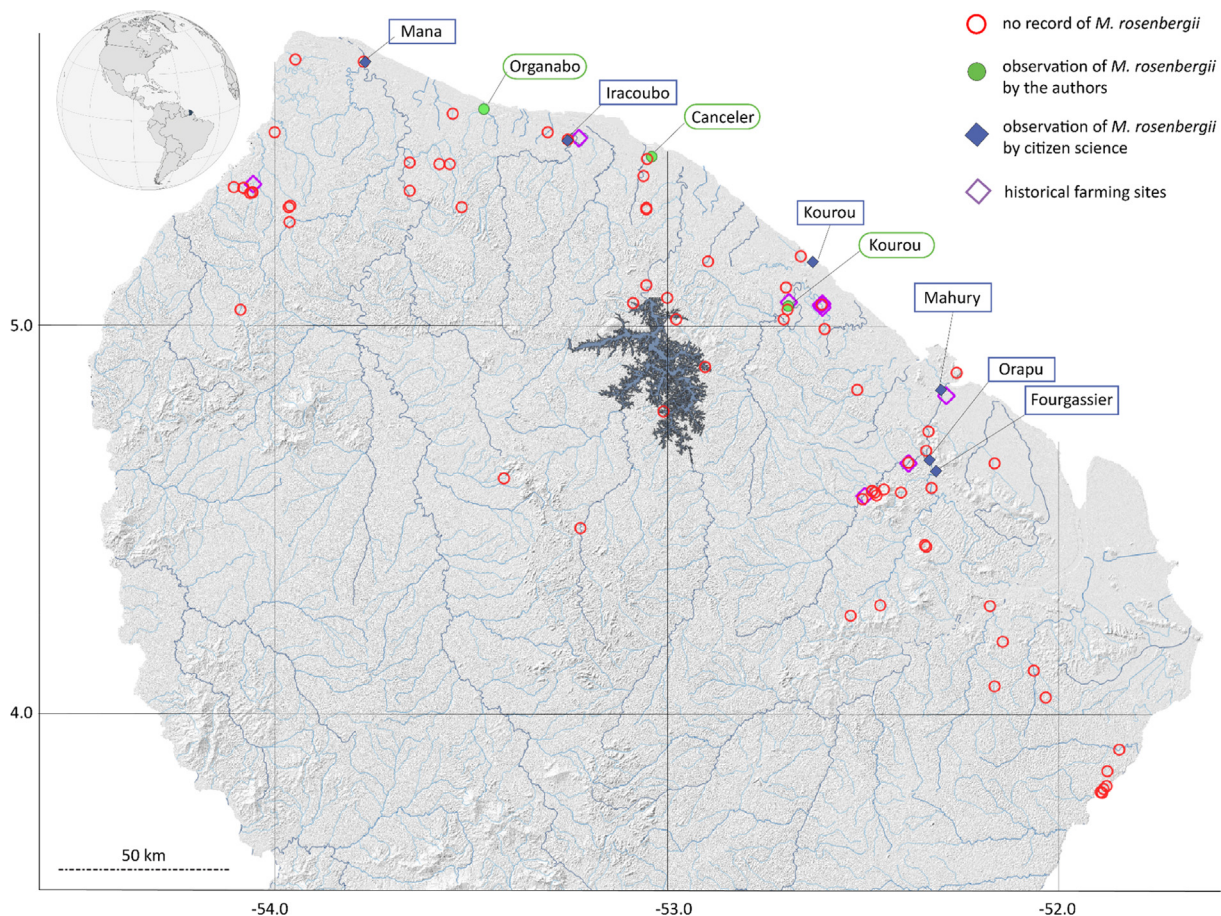 Mana
Organabo
Iracoubo
Canceler
Kourou
Kourou
Mahury
Orapu
Fourgassier
no record of M. rosenbergii
observation of M. rosenbergii
by the authors
observation of M. rosenbergii
by citizen science
historical farming sites
5.0
4.0
50 km
-54.0
-53.0
-52.0